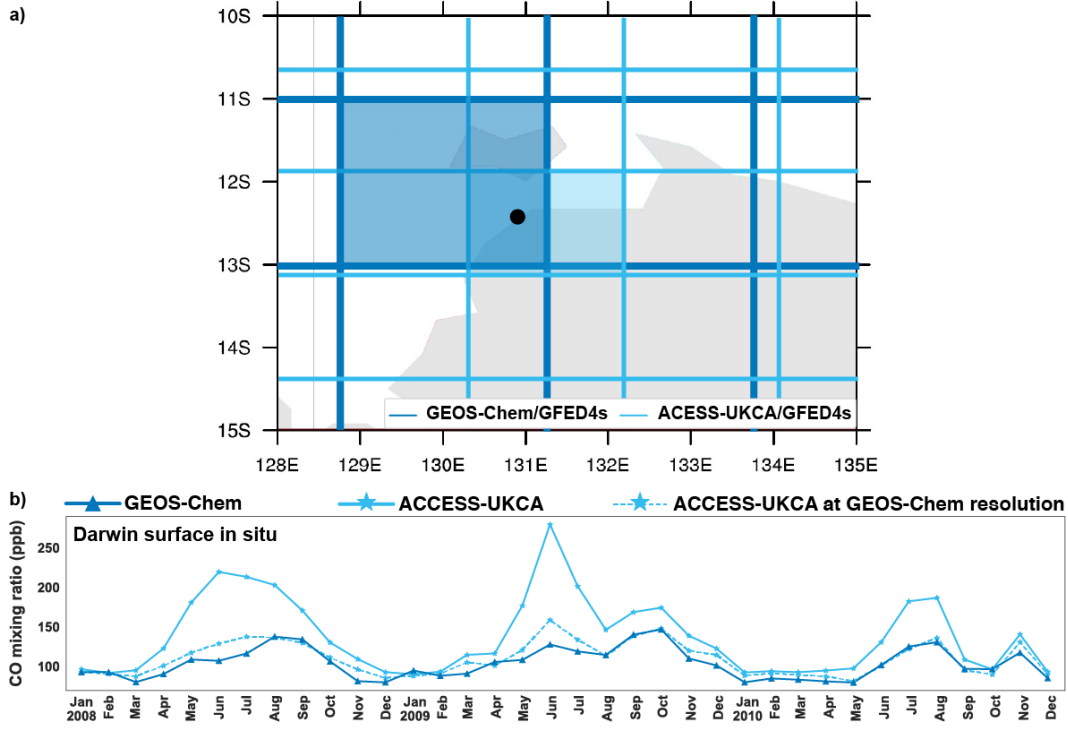 a)
10S
11S
12S
13S
14S
15S
GEOS-Chem/GFED4s ACESS-UKCA/GFED4s
128E 129E 130E 131E 132E 133E 134E 135E
b) GEOS-Chem ACCESS-UKCA ACCESS-UKCA at GEOS-Chem resolution
Darwin surface in situ
CO mixing ratio (ppb)
250
200
150
100
Jan Feb Mar Apr May Jun Jul Aug Sep Oct Nov Dec Jan Feb Mar Apr May Jun Jul Aug Sep Oct Nov Dec Jan Feb Mar Apr May Jun Jul Aug Sep Oct Nov Dec
2008 2009 2010